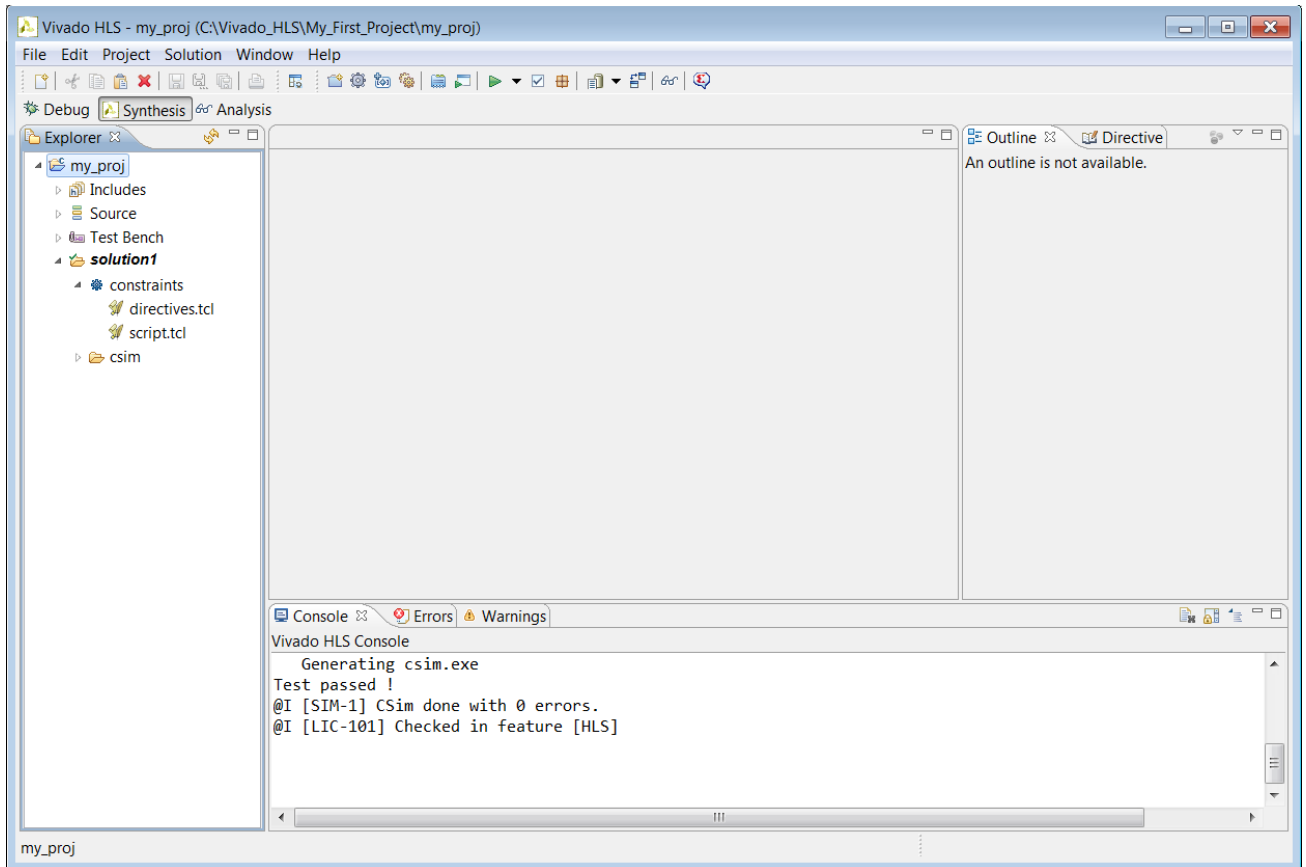 Vivado HLS - my_proj (C:\Vivado_HLS\My_First_Project\my_proj)
File Edit Project Solution Window Help
Debug Synthesis Analysis
Explorer
my_proj
Includes
Source
Test Bench
solution1
constraints
directives.tcl
script.tcl
csim
Outline Directive
An outline is not available.
Console Errors Warnings
Vivado HLS Console
Generating csim.exe
Test passed !
@I [SIM-1] CSim done with 0 errors.
@I [LIC-101] Checked in feature [HLS]
my_proj